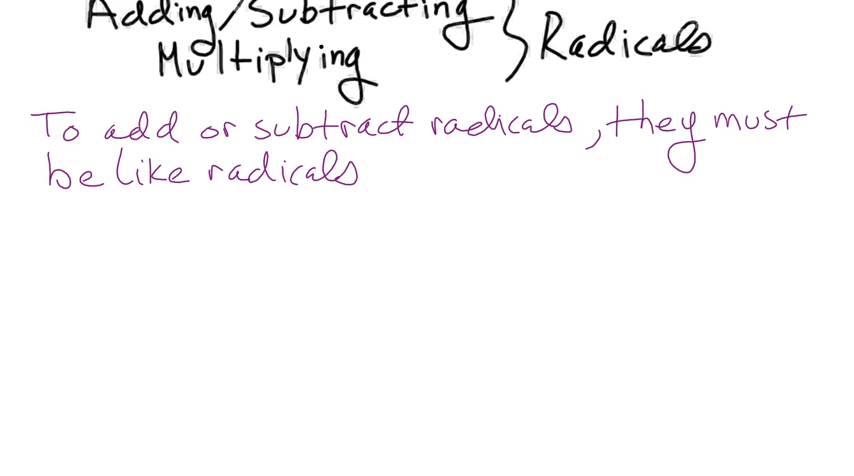 Adding/Subtracting
Multiplying } Radicals
To add or subtract radicals, they must
be like radicals